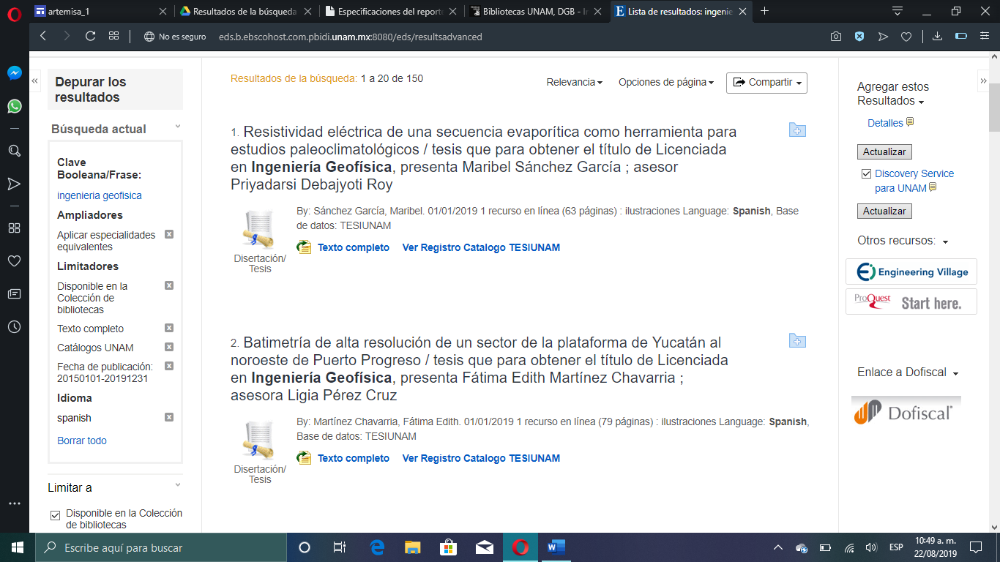 artemisa_1
Resultados de la búsqueda
Especificaciones del reporte
Bibliotecas UNAM, DGB - I
Lista de resultados: ingenie
No es seguro
eds.b.ebscohost.com.pbidi.unam.mx:8080/eds/resultsadvanced
Depurar los
resultados
Búsqueda actual
Clave
Booleana/Frase:
ingenieria geofisica
Ampliadores
Aplicar especialidades
equivalentes
Limitadores
Disponible en la
Colección de
bibliotecas
Texto completo
Catálogos UNAM
Fecha de publicación:
20150101-20191231
Idioma
spanish
Borrar todo
Limitar a
Disponible en la Colección
de bibliotecas
Resultados de la búsqueda: 1 a 20 de 150
Relevancia
Opciones de página
Compartir
1. Resistividad eléctrica de una secuencia evaporítica como herramienta para
estudios paleoclimatológicos / tesis que para obtener el título de Licenciada
en Ingeniería Geofísica, presenta Maribel Sánchez García ; asesor
Priyadarsi Debajyoti Roy
Disertación/
Tesis
By: Sánchez García, Maribel. 01/01/2019 1 recurso en línea (63 páginas) : ilustraciones Language: Spanish, Base
de datos: TESIUNAM
Texto completo
Ver Registro Catalogo TESIUNAM
2. Batimetría de alta resolución de un sector de la plataforma de Yucatán al
noroeste de Puerto Progreso / tesis que para obtener el título de Licenciada
en Ingeniería Geofísica, presenta Fátima Edith Martínez Chavarria ;
asesora Ligia Pérez Cruz
Disertación/
Tesis
By: Martínez Chavarria, Fátima Edith. 01/01/2019 1 recurso en línea (79 páginas) : ilustraciones Language: Spanish,
Base de datos: TESIUNAM
Texto completo
Ver Registro Catalogo TESIUNAM
Agregar estos
Resultados
Detalles
Actualizar
Discovery Service
para UNAM
Actualizar
Otros recursos:
Engineering Village
ProQuest Start here.
Enlace a Dofiscal
Dofiscal
Escribe aquí para buscar
ESP
10:49 a. m.
22/08/2019